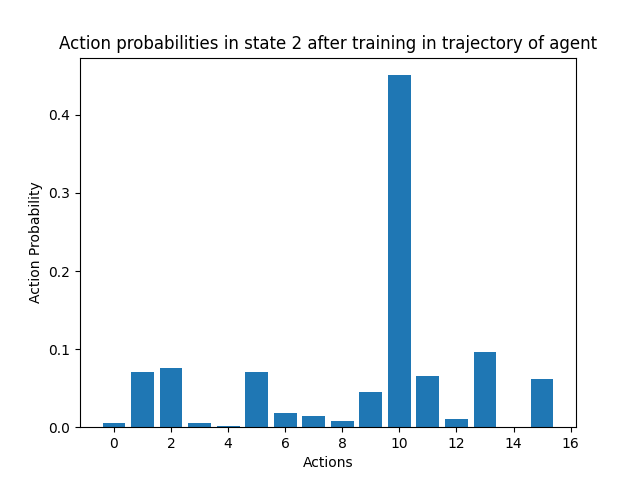 Action probabilities in state 2 after training in trajectory of agent
0.4
0.3
0.2
0.1
0.0
Action Probability
0 2 4 6 8 10 12 14 16
Actions